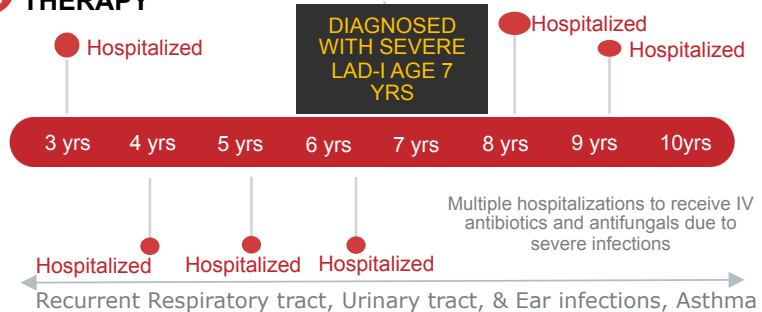 THERAPY
DIAGNOSED
WITH SEVERE
LAD-I AGE 7
YRS
Hospitalized
Hospitalized
Hospitalized
3 yrs 4 yrs 5 yrs 6 yrs 7 yrs 8 yrs 9 yrs 10yrs
Multiple hospitalizations to receive IV
antibiotics and antifungals due to
severe infections
Hospitalized Hospitalized Hospitalized
Recurrent Respiratory tract, Urinary tract, & Ear infections, Asthma